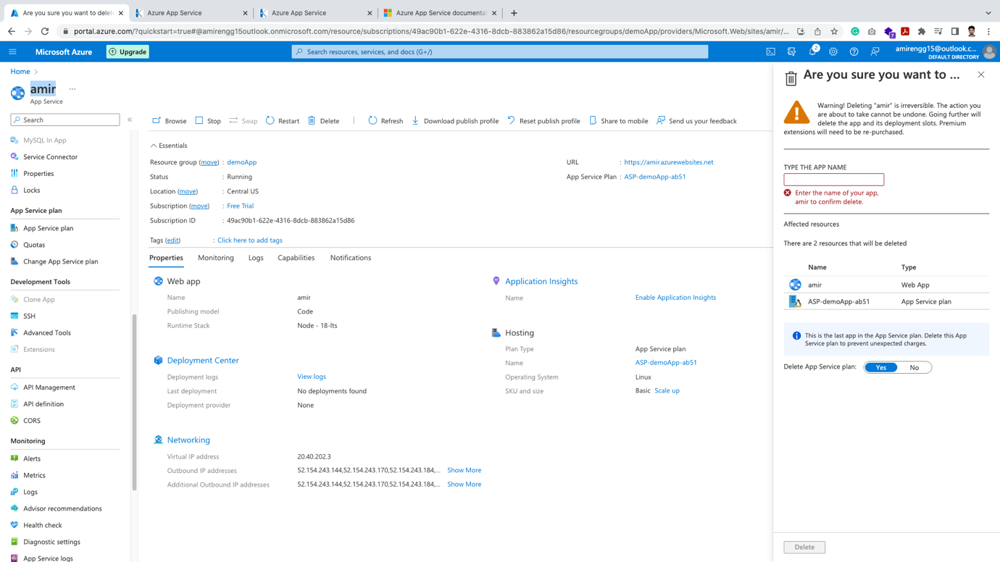 Are you sure you want to delet
Azure App Service
Azure App Service
Azure App Service documentat
portal.azure.com/?quickstart=true#@amirengg15outlook.onmicrosoft.com/resource/subscriptions/49ac90b1-622e-4316-8dcb-883862a15d86/resourcegroups/demoApp/providers/Microsoft.Web/sites/amir/...
7
Microsoft Azure
Upgrade
Search resources, services, and docs (G+/)
2
amirengg15@outlook.c...
DEFAULT DIRECTORY
Home
amir
...
App Service
Search
MySQL In App
Service Connector
Properties
Locks
App Service plan
App Service plan
Quotas
Change App Service plan
Development Tools
Clone App
SSH
Advanced Tools
Extensions
API
API Management
API definition
CORS
Monitoring
Alerts
Metrics
Logs
Advisor recommendations
Health check
Diagnostic settings
App Service logs
Browse
Stop
Swap
Restart
Delete
Refresh
Download publish profile
Reset publish profile
Share to mobile
Send us your feedback
Essentials
Resource group (move) : demoApp
Status : Running
Location (move) : Central US
Subscription (move) : Free Trial
Subscription ID : 49ac90b1-622e-4316-8dcb-883862a15d86
Tags (edit) : Click here to add tags
URL : https://amir.azurewebsites.net
App Service Plan : ASP-demoApp-ab51
Properties
Monitoring
Logs
Capabilities
Notifications
Web app
Name amir
Publishing model Code
Runtime Stack Node - 18-lts
Deployment Center
Deployment logs View logs
Last deployment No deployments found
Deployment provider None
Networking
Virtual IP address 20.40.202.3
Outbound IP addresses 52.154.243.144,52.154.243.170,52.154.243.184,... Show More
Additional Outbound IP addresses 52.154.243.144,52.154.243.170,52.154.243.184,... Show More
Application Insights
Name Enable Application Insights
Hosting
Plan Type App Service plan
Name ASP-demoApp-ab51
Operating System Linux
SKU and size Basic Scale up
Are you sure you want to ...
Warning! Deleting "amir" is irreversible. The action you
are about to take cannot be undone. Going further will
delete the app and its deployment slots. Premium
extensions will need to be re-purchased.
TYPE THE APP NAME
Enter the name of your app,
amir to confirm delete.
Affected resources
There are 2 resources that will be deleted
Name Type
amir Web App
ASP-demoApp-ab51 App Service plan
This is the last app in the App Service plan. Delete this App
Service plan to prevent unexpected charges.
Delete App Service plan: Yes No
Delete